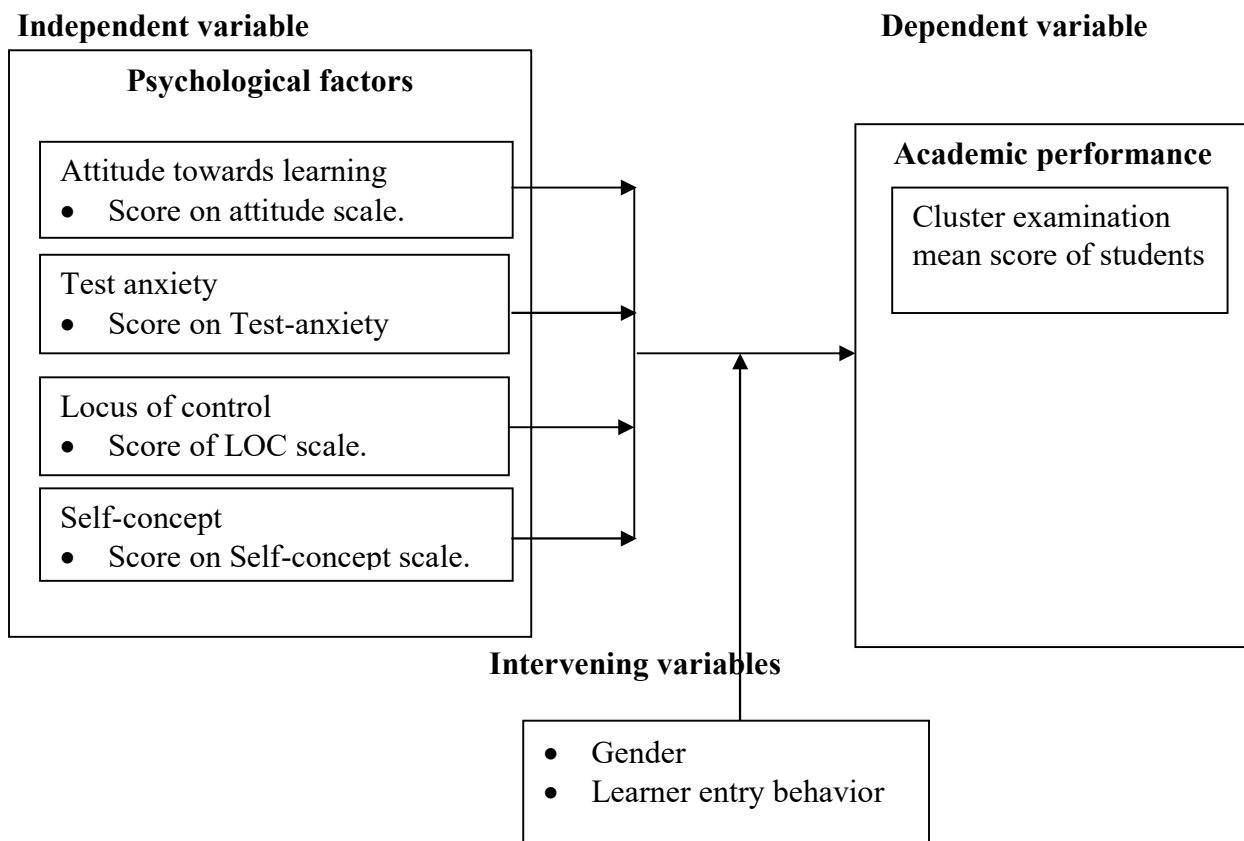 Independent variable
Dependent variable
Psychological factors
Attitude towards learning
• Score on attitude scale.
Test anxiety
• Score on Test-anxiety
Locus of control
• Score of LOC scale.
Self-concept
• Score on Self-concept scale.
Academic performance
Cluster examination
mean score of students
Intervening variables
• Gender
• Learner entry behavior